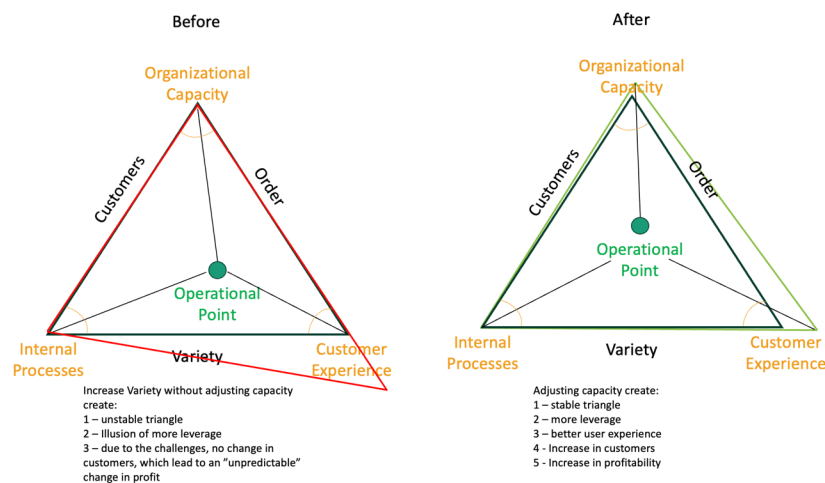 Before
Organizational
Capacity
Customers
Order
Operational
Point
Internal
Processes
Variety
Customer
Experience
Increase Variety without adjusting capacity
create:
1 – unstable triangle
2 – Illusion of more leverage
3 – due to the challenges, no change in
customers, which lead to an ”unpredictable”
change in profit
After
Organizational
Capacity
Customers
Order
Operational
Point
Internal
Processes
Variety
Customer
Experience
Adjusting capacity create:
1 – stable triangle
2 – more leverage
3 – better user experience
4 - Increase in customers
5 - Increase in profitability